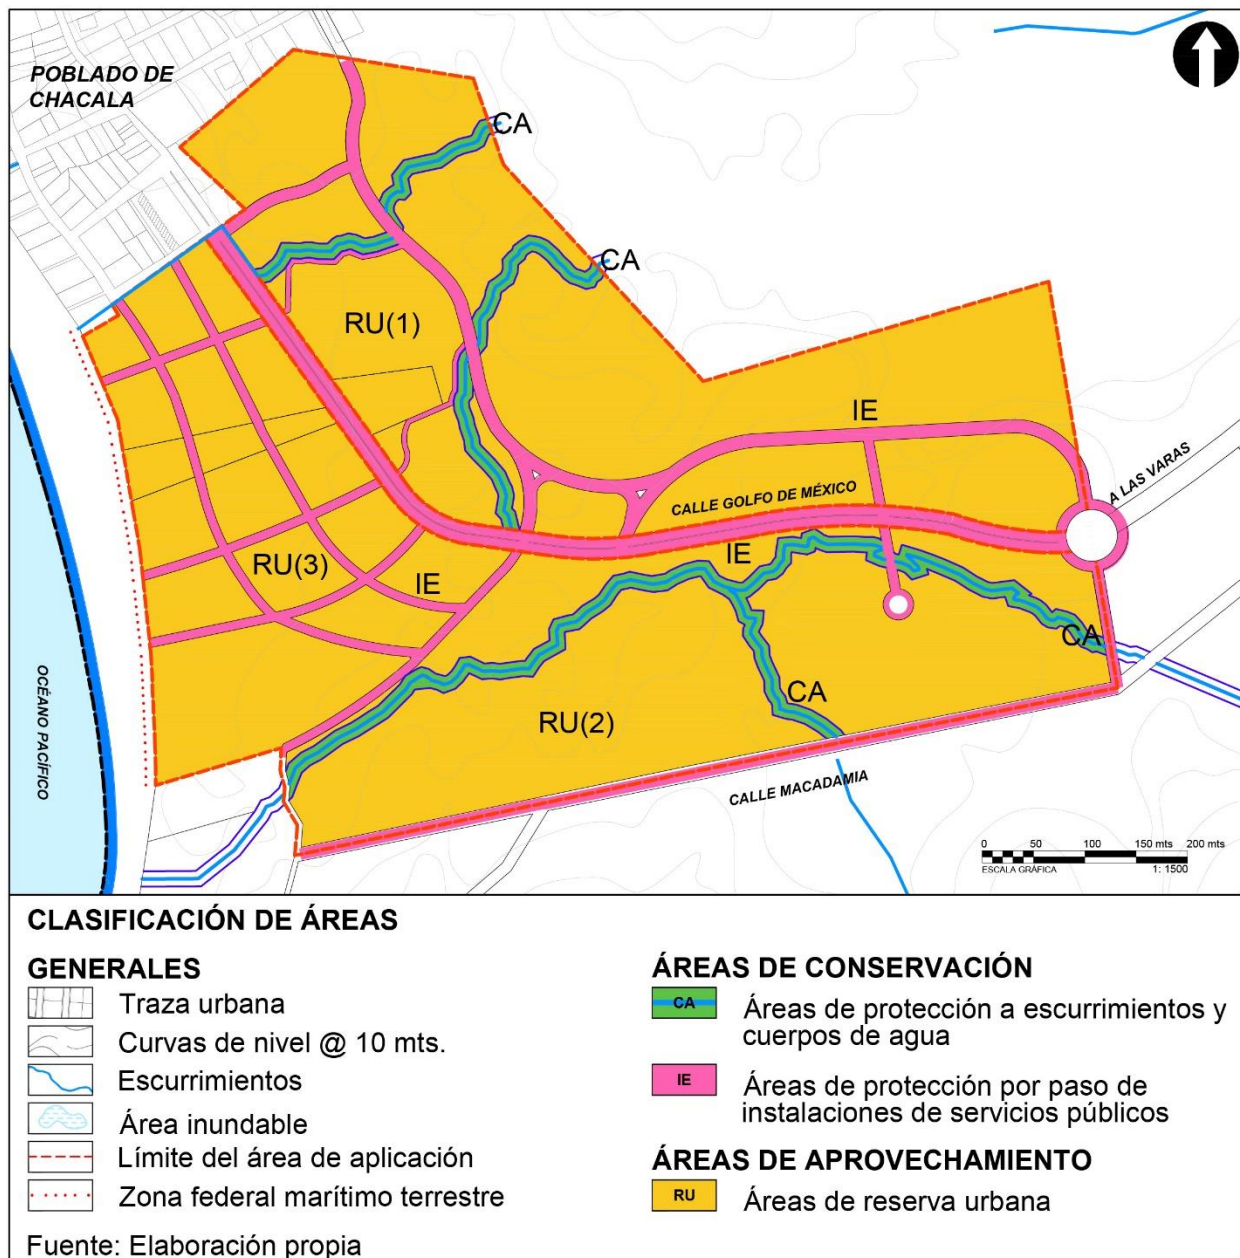 POBLADO DE
CHACALA
CA
CA
RU(1)
IE
A LAS VARAS
CALLE GOLFO DE MÉXICO
IE
RU(3)
IE
CA
CA
RU(2)
OCÉANO PACÍFICO
CALLE MACADAMIA
0 50 100 150 mts 200 mts
ESCALA GRÁFICA 1: 1500
CLASIFICACIÓN DE ÁREAS
GENERALES
Traza urbana
Curvas de nivel @ 10 mts.
Escurrimientos
Área inundable
Límite del área de aplicación
Zona federal marítimo terrestre
Fuente: Elaboración propia
ÁREAS DE CONSERVACIÓN
CA Áreas de protección a escurrimientos y
cuerpos de agua
IE Áreas de protección por paso de
instalaciones de servicios públicos
ÁREAS DE APROVECHAMIENTO
RU Áreas de reserva urbana